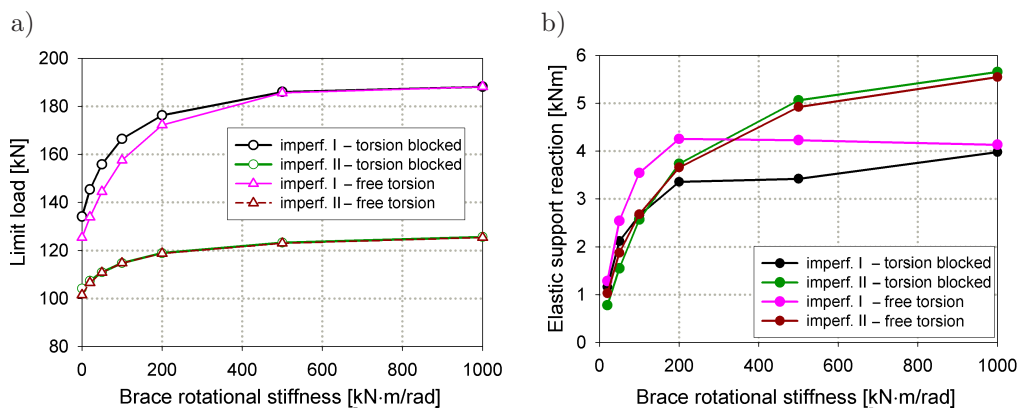 a)
Limit load [kN]
200
180
160
140
120
100
80
imperf. I – torsion blocked
imperf. II – torsion blocked
imperf. I – free torsion
imperf. II – free torsion
0 200 400 600 800 1000
Brace rotational stiffness [kN·m/rad]
b)
Elastic support reaction [kNm]
6
5
4
3
2
1
0
imperf. I – torsion blocked
imperf. II – torsion blocked
imperf. I – free torsion
imperf. II – free torsion
0 200 400 600 800 1000
Brace rotational stiffness [kN·m/rad]